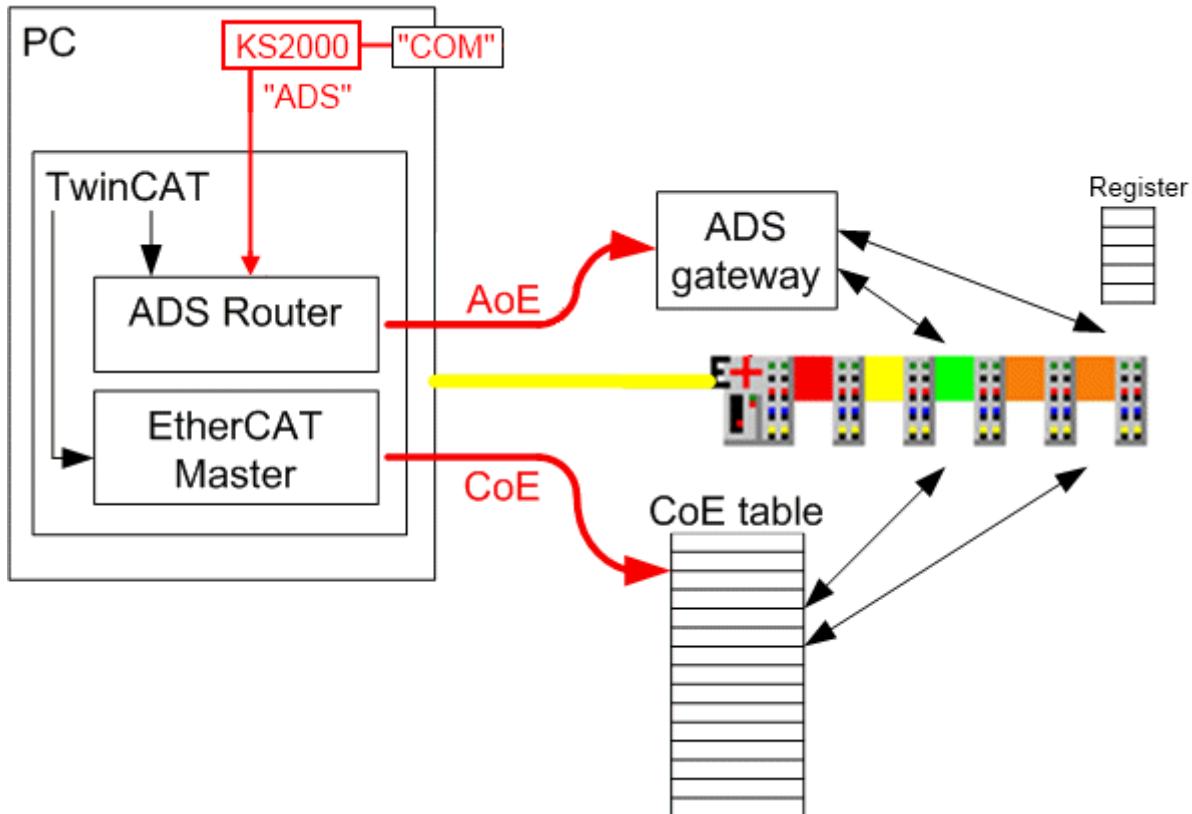 PC
KS2000
"COM"
"ADS"
TwinCAT
ADS Router
EtherCAT
Master
AoE
CoE
ADS
gateway
Register
E
CoE table